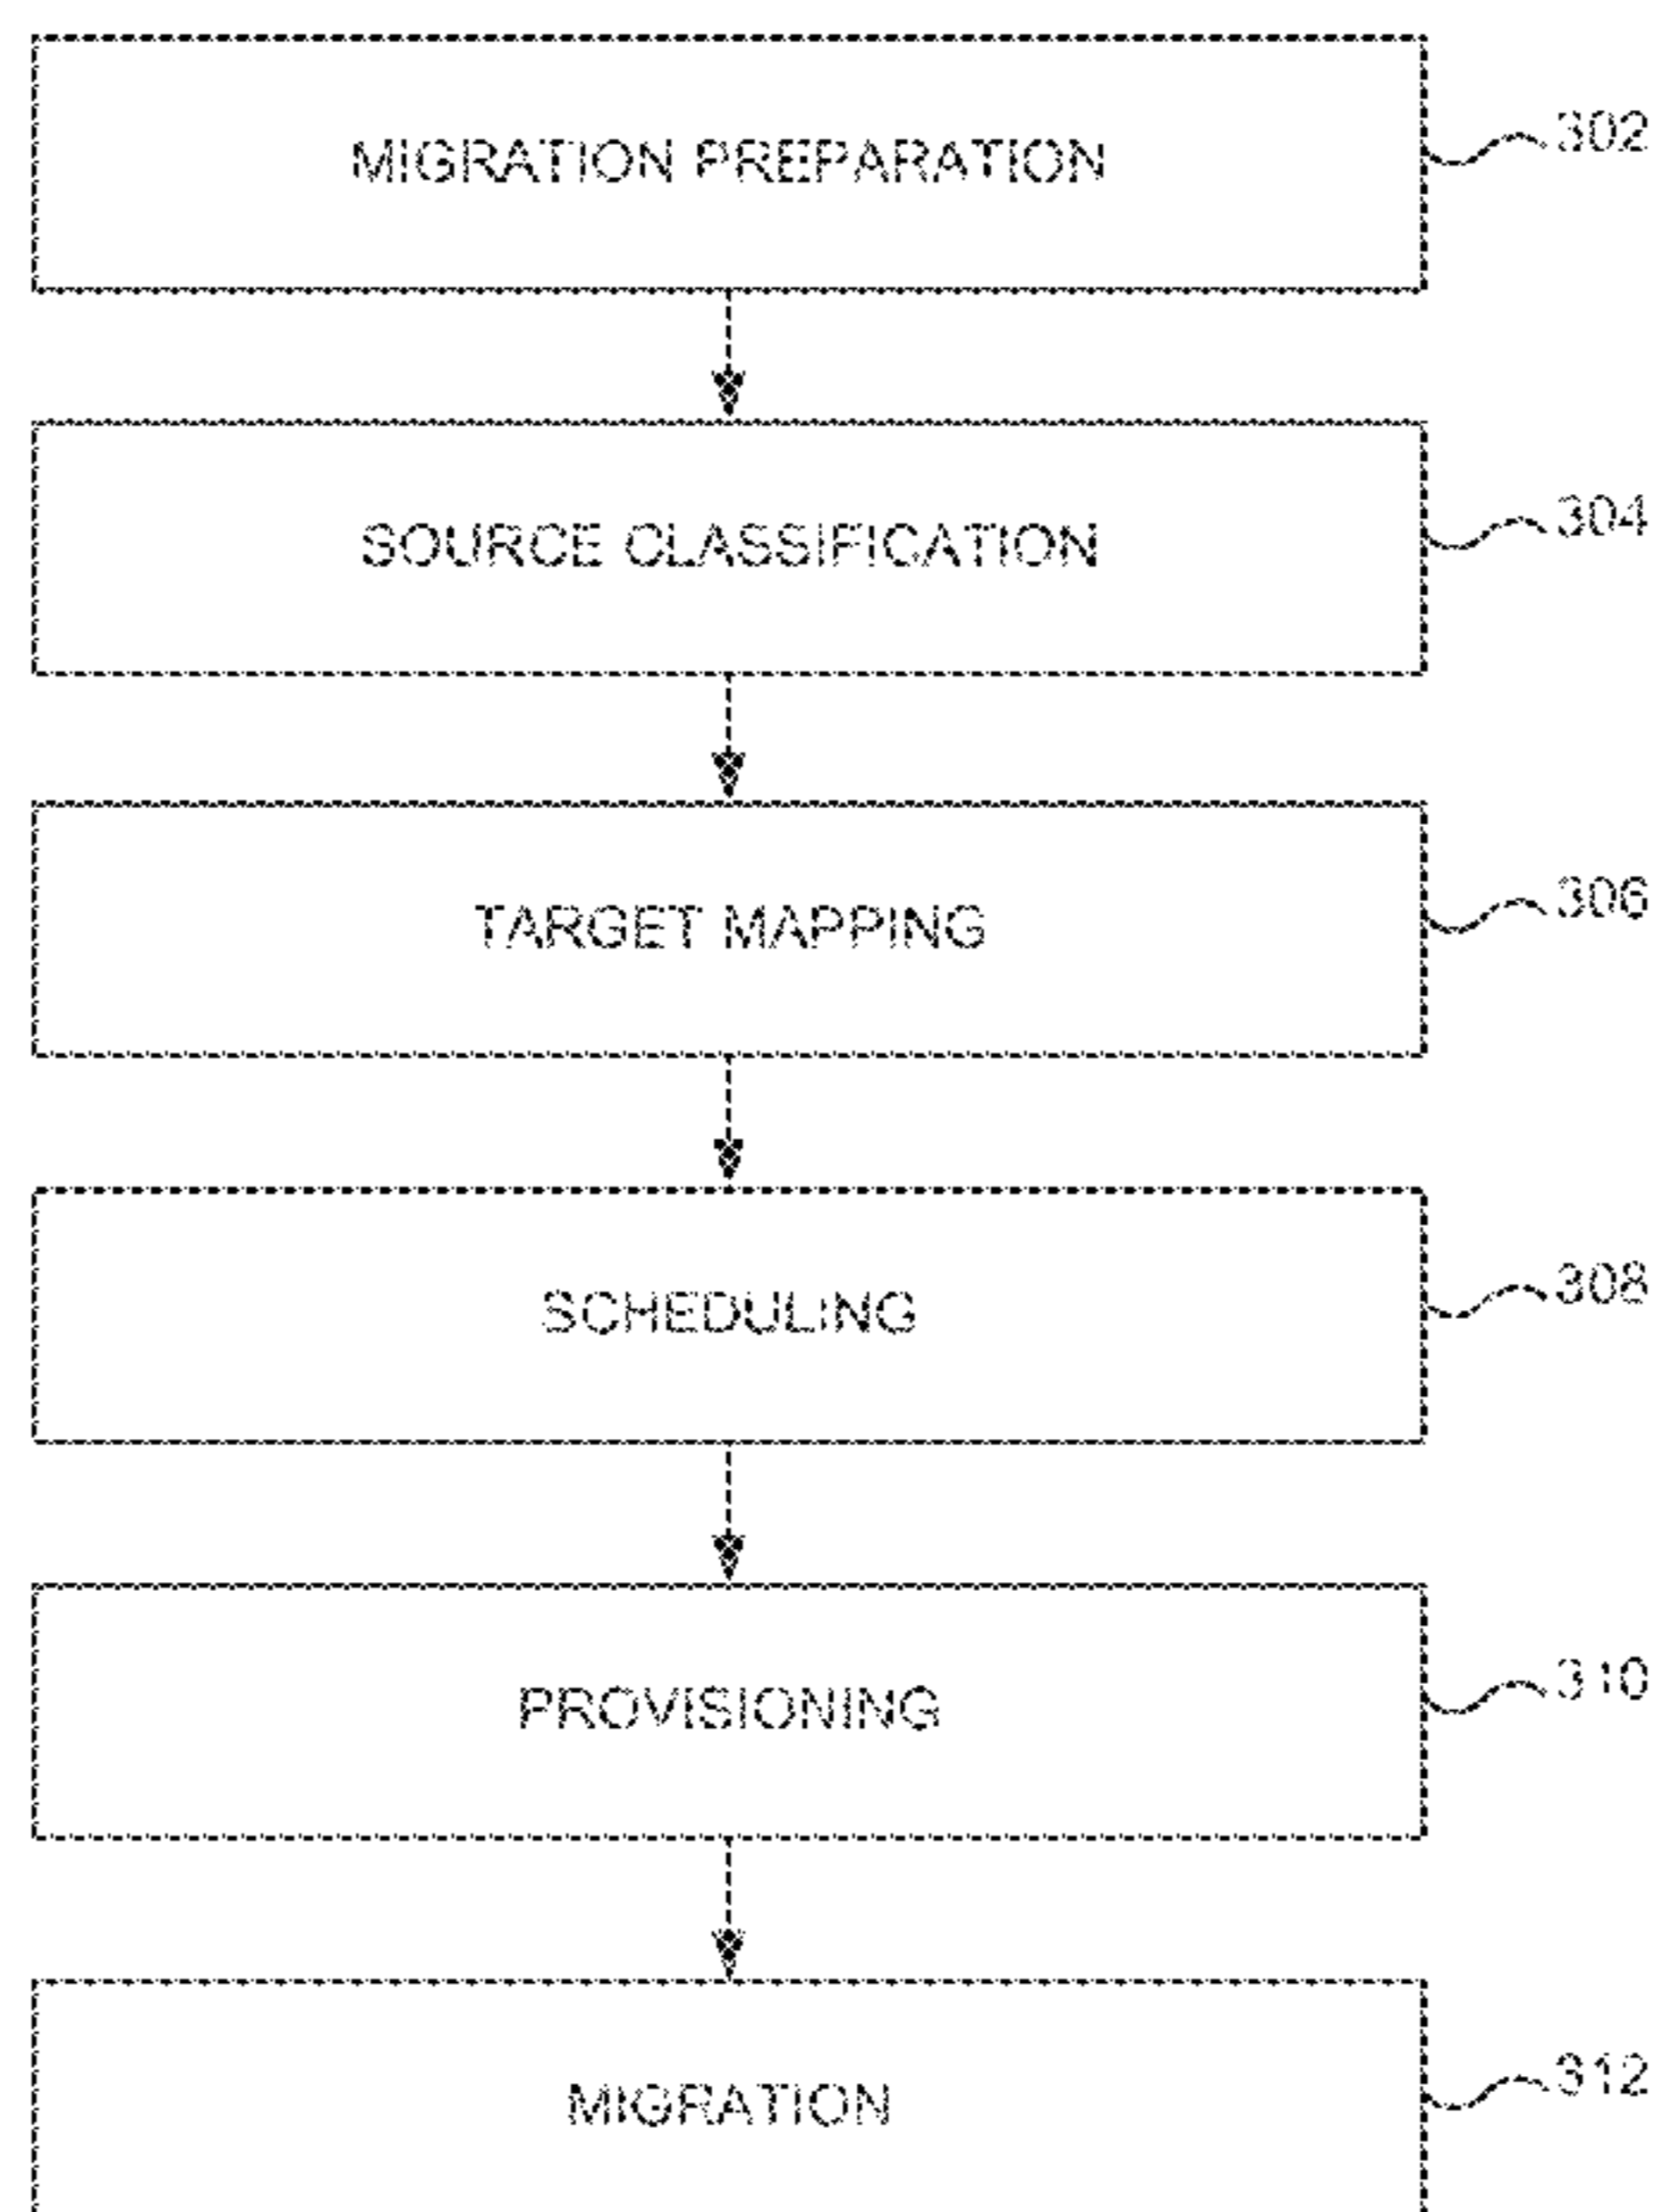 MIGRATION PREPARATION
302
SOURCE CLASSIFICATION
304
TARGET MAPPING
306
SCHEDULING
308
PROVISIONING
310
MIGRATION
312